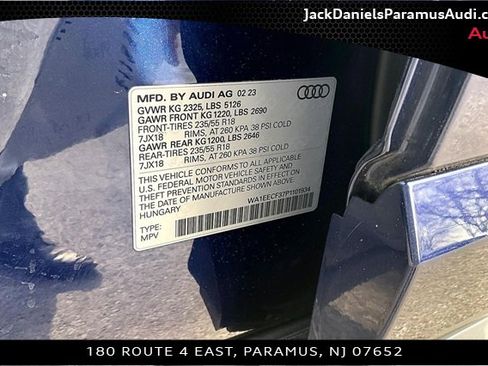 JackDanielsParamusAudi.c
Au
MFD. BY AUDI AG 02 23
GVWR KG 2325, LBS 5126
GAWR FRONT KG1220, LBS 2690
FRONT-TIRES 235/55 R18
7JX18 RIMS, AT 260 KPA 38 PSI COLD
GAWR REAR KG1200, LBS 2646
REAR-TIRES 235/55 R18
7JX18 RIMS, AT 260 KPA 38 PSI COLD
THIS VEHICLE CONFORMS TO ALL APPLICABLE
U.S. FEDERAL MOTOR VEHICLE SAFETY, BUMPER, AND
THEFT PREVENTION STANDARDS IN EFFECT ON THE
DATE OF MANUFACTURE SHOWN ABOVE.
HUNGARY
WA1EECF37P1101934
TYPE:
MPV
180 ROUTE 4 EAST, PARAMUS, NJ 07652